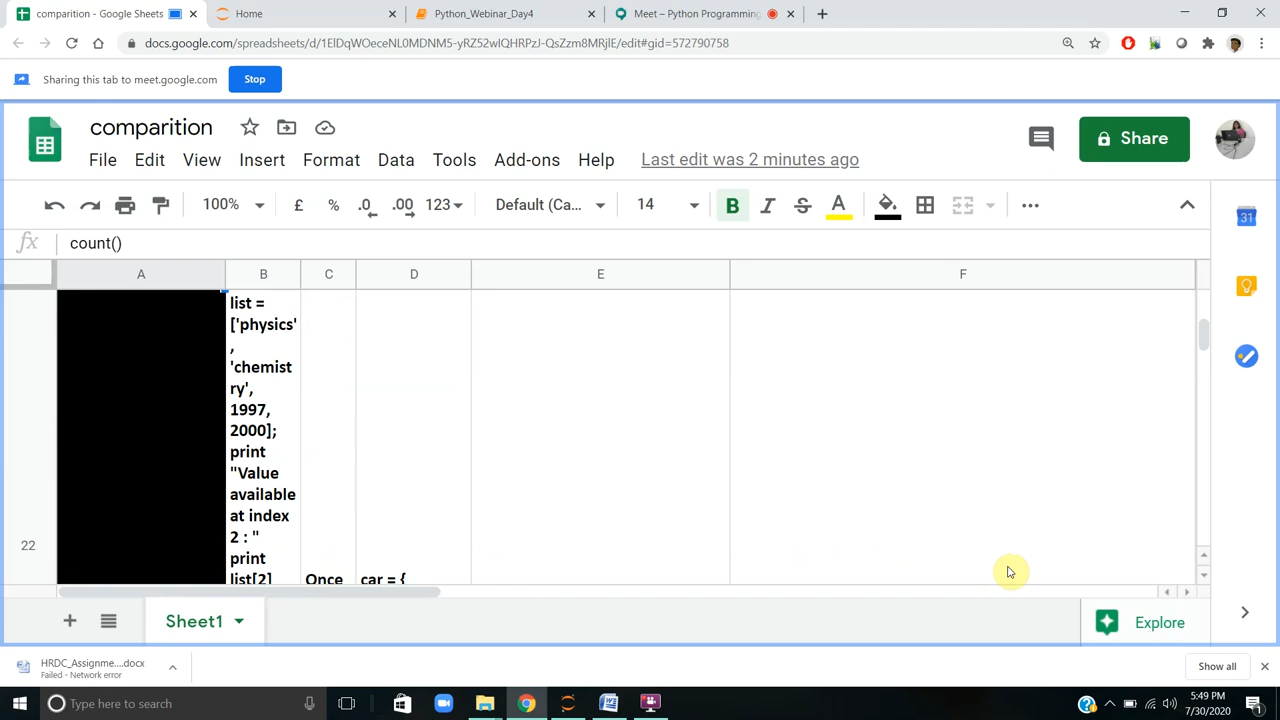 comparition - Google Sheets
Home
Python_Webinar_Day4
Meet – Python Programming
docs.google.com/spreadsheets/d/1ElDqWOeceNL0MDNM5-yRZ52wIQHRPzJ-QsZzm8MRjlE/edit#gid=572790758
Sharing this tab to meet.google.com
Stop
comparition
Share
File Edit View Insert Format Data Tools Add-ons Help Last edit was 2 minutes ago
100% £ % .0 .00 123 Default (Ca... 14 B I S A
fx count()
A B C D E F
list =
['physics'
,
'chemist
ry',
1997,
2000];
print
"Value
available
at index
2 : "
22
print
list[2]
Once
car = {
Sheet1
Explore
HRDC_Assignme....docx
Failed - Network error
Show all
Type here to search
5:49 PM
7/30/2020